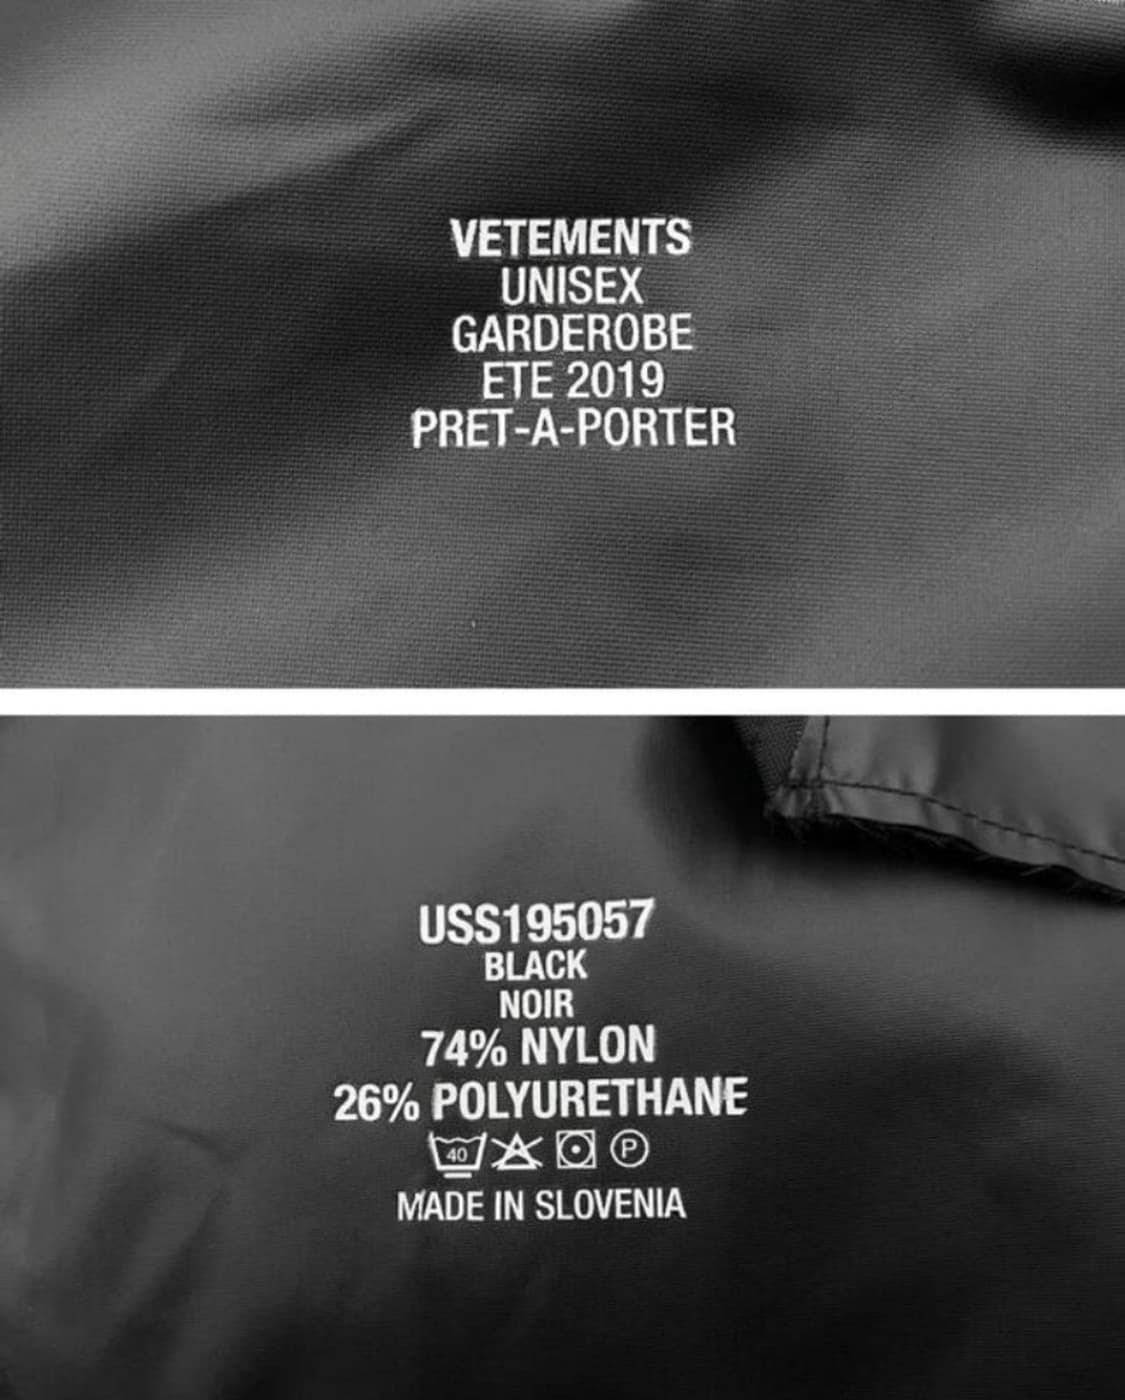 VETEMENTS
UNISEX
GARDEROBE
ETE 2019
PRET-A-PORTER
USS195057
BLACK
NOIR
74% NYLON
26% POLYURETHANE
40 P
MADE IN SLOVENIA